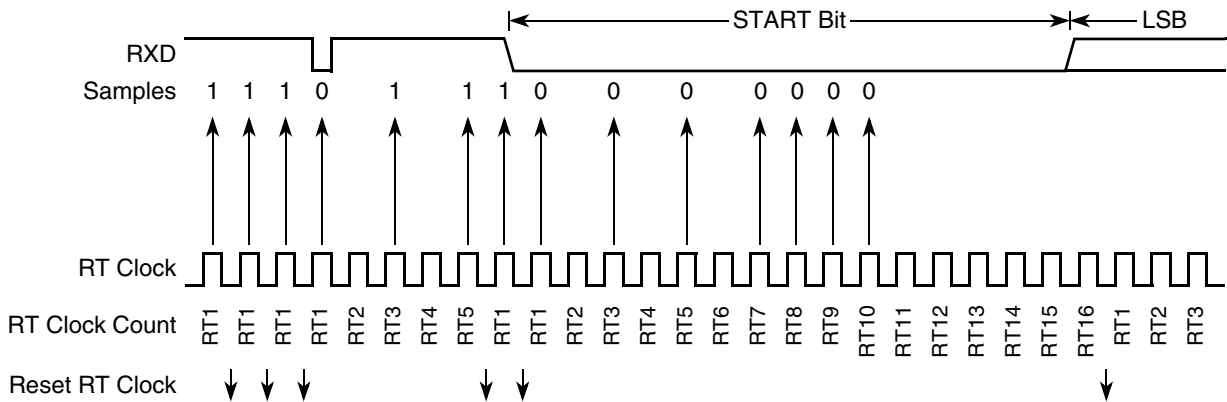 START Bit LSB
RXD
Samples 1 1 1 0 1 1 1 0 0 0 0 0 0 0
RT Clock
RT Clock Count RT1 RT1 RT1 RT1 RT2 RT3 RT4 RT5 RT1 RT1 RT2 RT3 RT4 RT5 RT6 RT7 RT8 RT9 RT10 RT11 RT12 RT13 RT14 RT15 RT16 RT1 RT2 RT3
Reset RT Clock